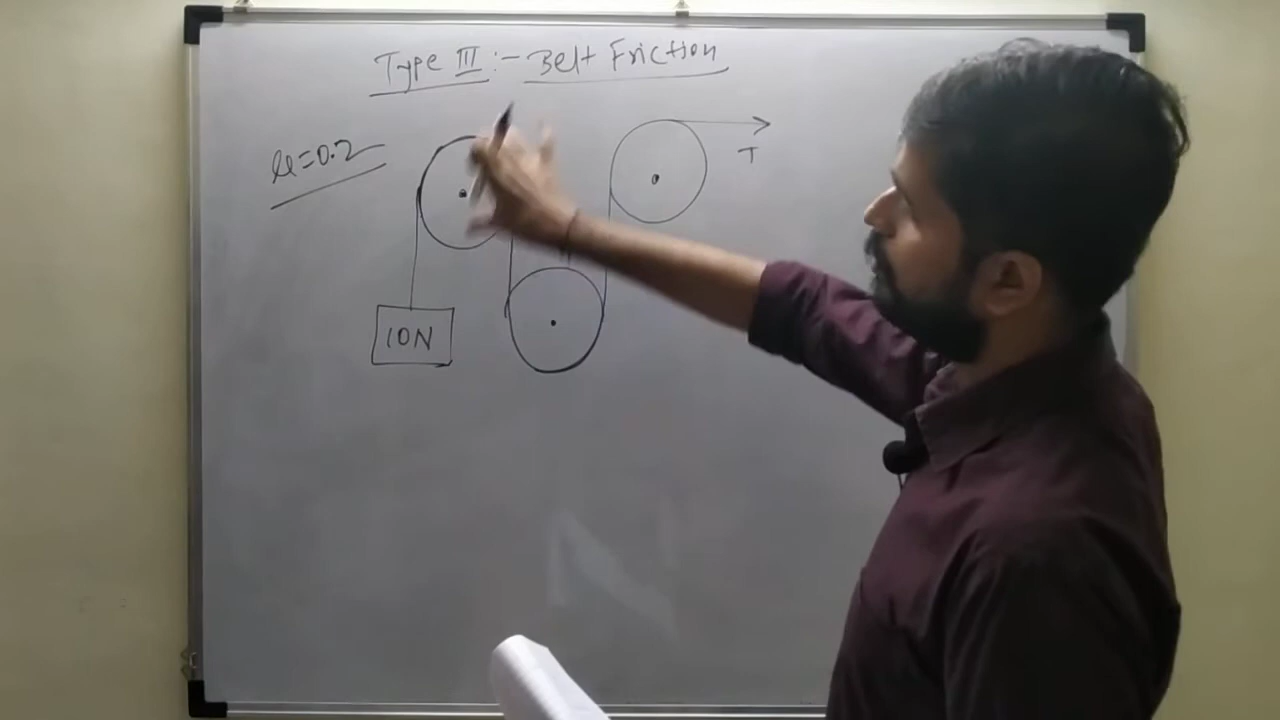 Type III :- Belt Friction
μ=0.2
T
10N